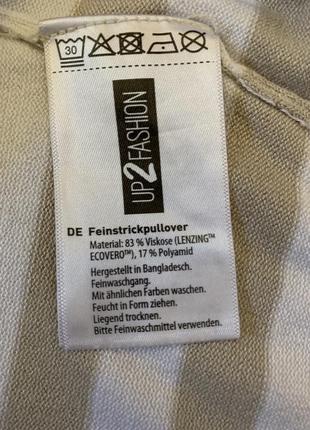 30
UP2FASHION
DE Feinstrickpullover
Material: 83 % Viskose (LENZING™
ECOVERO™), 17 % Polyamid
Hergestellt in Bangladesch.
Feinwaschgang.
Mit ähnlichen Farben waschen.
Feucht in Form ziehen.
Liegend trocknen.
Bitte Feinwaschmittel verwenden.